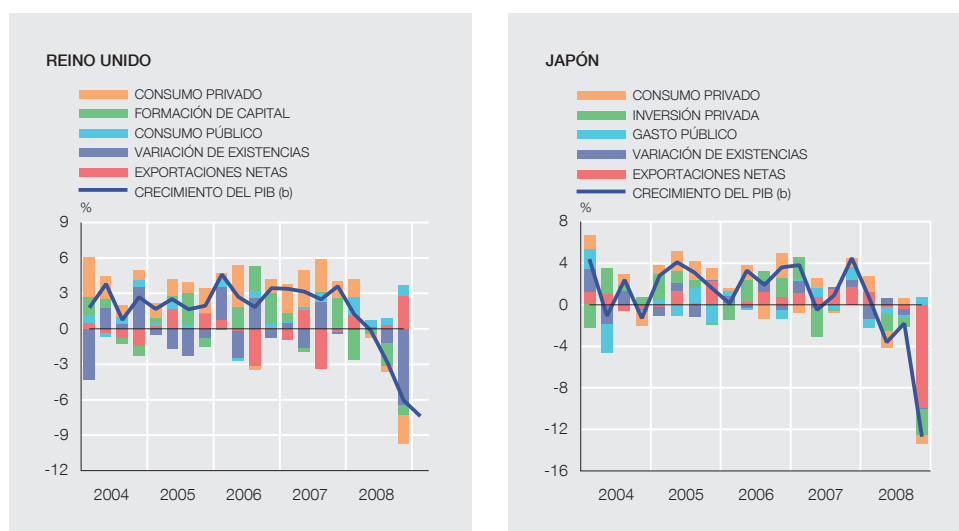 REINO UNIDO
CONSUMO PRIVADO
FORMACIÓN DE CAPITAL
CONSUMO PÚBLICO
VARIACIÓN DE EXISTENCIAS
EXPORTACIONES NETAS
CRECIMIENTO DEL PIB (b)
%
9
6
3
0
-3
-6
-9
-12
2004 2005 2006 2007 2008
JAPÓN
CONSUMO PRIVADO
INVERSIÓN PRIVADA
GASTO PÚBLICO
VARIACIÓN DE EXISTENCIAS
EXPORTACIONES NETAS
CRECIMIENTO DEL PIB (b)
%
8
4
0
-4
-8
-12
-16
2004 2005 2006 2007 2008